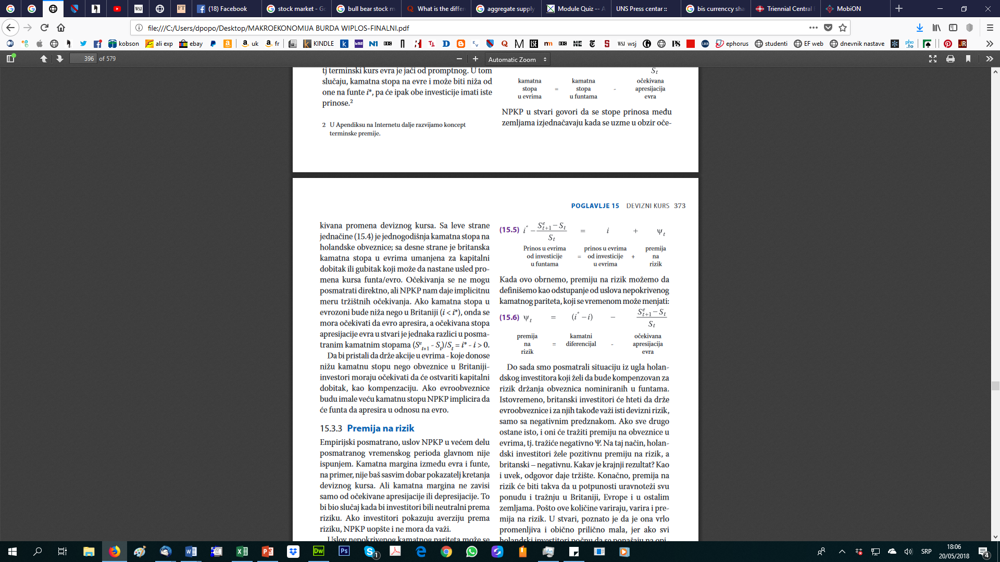 (18) Facebook
stock market - Go
bull bear stock m
What is the differen
aggregate supply
Module Quiz -- A
UNS Press centar ::
bis currenccy sha
Triennial Central
MobiON
file:///C:/Users/dpopo/Desktop/MAKROEKONOMIJA BURDA WIPLOS-FINALNI.pdf
kobson ali exp ebay uk fr KINDLE wsj ephorus studenti EF web dnevnik nastave
396 of 579
Automatic Zoom
tj terminski kurs evra je jači od promptnog. U tom
slučaju, kamatna stopa na evre i može biti niža od
one na funte i*, pa će ipak obe investicije imati iste
prinose.²
2 U Apendiksu na Internetu dalje razvijamo koncept
terminske premije.
Sₜ
kamatna kamatna očekivana
stopa = stopa - apresijacija
u evrima u funtama evra
NPKP u stvari govori da se stope prinosa među
zemljama izjednačavaju kada se uzme u obzir oče-
POGLAVLJE 15 DEVIZNI KURS 373
kivana promena deviznog kursa. Sa leve strane
jednačine (15.4) je jednogodišnja kamatna stopa na
holandske obveznice; sa desne strane je britanska
kamatna stopa u evrima umanjena za kapitalni
dobitak ili gubitak koji može da nastane usled pro-
mena kursa funta/evro. Očekivanja se ne mogu
posmatrati direktno, ali NPKP nam daje implicitnu
meru tržištnih očekivanja. Ako kamatna stopa u
evrozoni bude niža nego u Britaniji (i < i*), onda se
mora očekivati da evro apresira, a očekivana stopa
apresijacije evra u stvari je jednaka razlici u posma-
tranim kamatnim stopama (Sᵉₜ₊₁ - Sₜ)/Sₜ = i* - i > 0.
Da bi pristali da drže akcije u evrima - koje donose
nižu kamatnu stopu nego obveznice u Britaniji-
investori moraju očekivati da će ostvariti kapitalni
dobitak, kao kompenzaciju. Ako evroobveznice
budu imale veću kamatnu stopu NPKP implicira da
će funta da apresira u odnosu na evro.
15.3.3 Premija na rizik
Empirijski posmatrano, uslov NPKP u većem delu
posmatranog vremenskog perioda glavnom nije
ispunjem. Kamatna margina između evra i funte,
na primer, nije baš sasvim dobar pokazatelj kretanja
deviznog kursa. Ali kamatna margina ne zavisi
samo od očekivane apresijacije ili depresijacije. To
bi bio slučaj kada bi investitori bili neutralni prema
riziku. Ako investitori pokazuju averziju prema
riziku, NPKP uopšte i ne mora da važi.
Uslov nepokrivenog kamatnog pariteta može se
(15.5) i* − (Sᵉₜ₊₁ − Sₜ)/Sₜ = i + ψₜ
Prinos u evrima prinos u evrima premija
od investicije = od investicije + na
u funtama u evrima rizik
Kada ovo obrnemo, premiju na rizik možemo da
definišemo kao odstupanje od uslova nepokrivenog
kamatnog pariteta, koji se vremenom može menjati:
(15.6) ψₜ = (i* − i) − (Sᵉₜ₊₁ − Sₜ)/Sₜ
premija kamatni očekivana
na = diferencijal - apresijacija
rizik evra
Do sada smo posmatrali situaciju iz ugla holan-
dskog investitora koji želi da bude kompenzovan za
rizik držanja obveznica nominiranih u funtama.
Istovremeno, britanski investitori će hteti da drže
evroobveznice i za njih takođe važi isti devizni rizik,
samo sa negativnim predznakom. Ako sve drugo
ostane isto, i oni će tražiti premiju na obveznice u
evrima, tj. tražiće negativno Ψ. Na taj način, holan-
dski investitori žele pozitivnu premiju na rizik, a
britanski – negativnu. Kakav je krajnji rezultat? Kao
i uvek, odgovor daje tržište. Konačno, premija na
rizik će biti takva da u potpunosti uravnoteži svu
ponudu i tražnju u Britaniji, Evrope i u ostalim
zemljama. Pošto ove količine variraju, varira i pre-
mija na rizik. U stvari, poznato je da je ona vrlo
promenljiva i obično prilično mala, jer ako svi
holandski investitori počnu da se ponašaju na opi-
SRP
18:06
20/05/2018